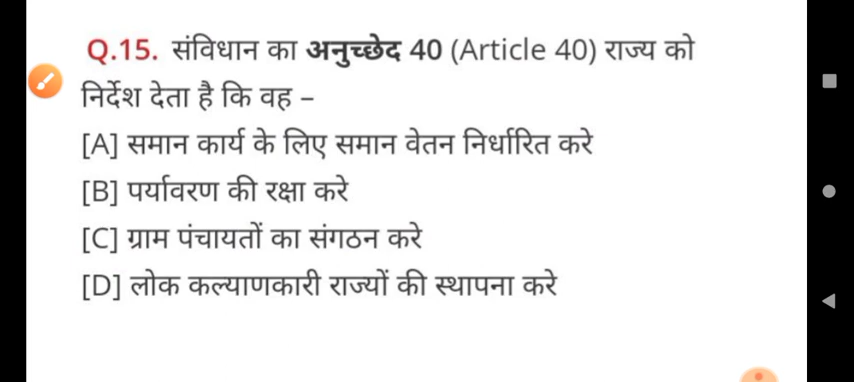 Q.15. संविधान का अनुच्छेद 40 (Article 40) राज्य को
निर्देश देता है कि वह –
[A] समान कार्य के लिए समान वेतन निर्धारित करे
[B] पर्यावरण की रक्षा करे
[C] ग्राम पंचायतों का संगठन करे
[D] लोक कल्याणकारी राज्यों की स्थापना करे